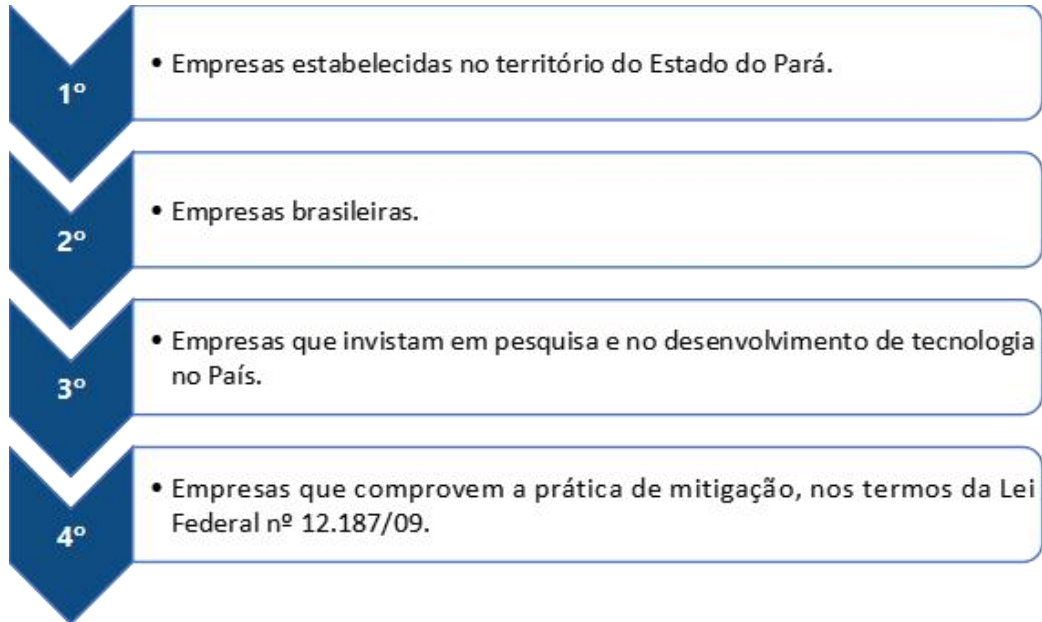 1º
• Empresas estabelecidas no território do Estado do Pará.
2º
• Empresas brasileiras.
3º
• Empresas que invistam em pesquisa e no desenvolvimento de tecnologia
no País.
4º
• Empresas que comprovem a prática de mitigação, nos termos da Lei
Federal nº 12.187/09.